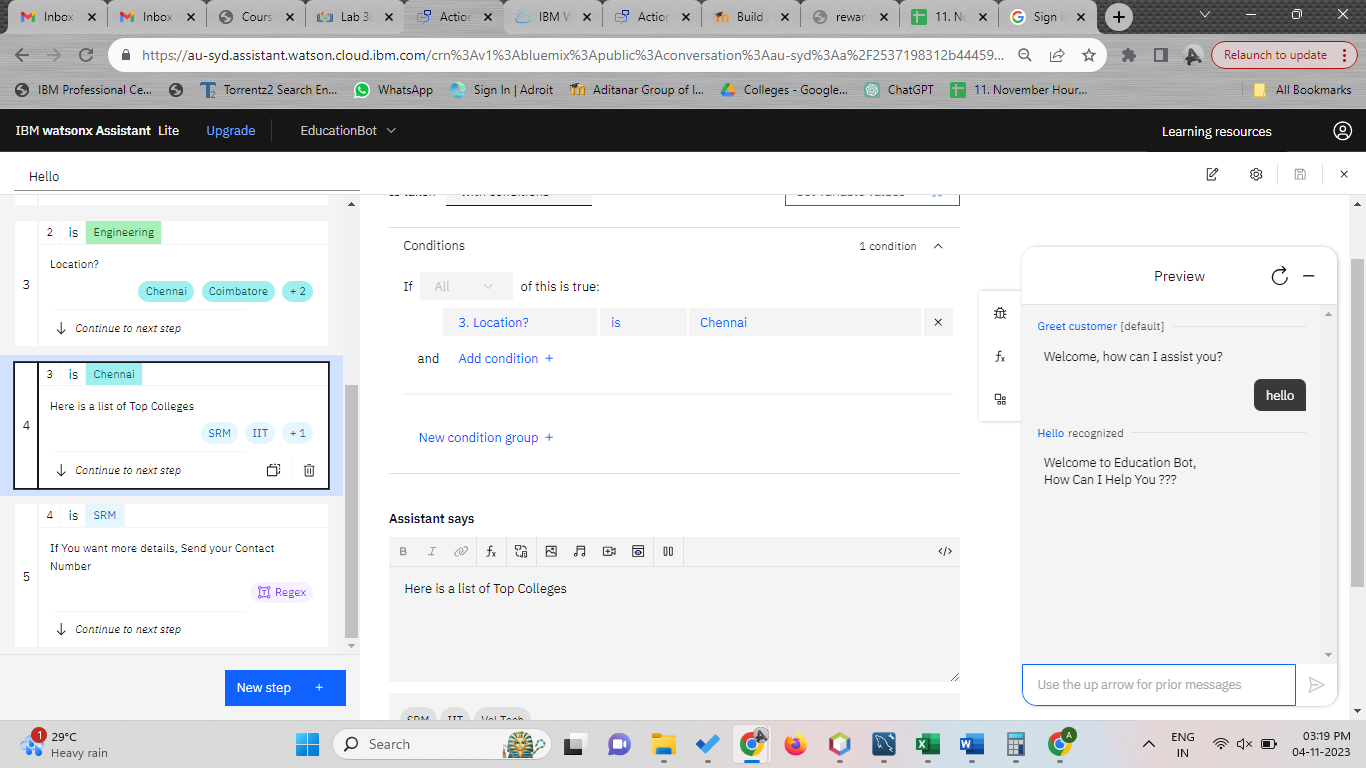 Inbox
Inbox
Cours
Lab 3
Action
IBM W
Action
Build
rewar
11. No
Sign i
https://au-syd.assistant.watson.cloud.ibm.com/crn%3Av1%3Abluemix%3Apublic%3Aconversation%3Aau-syd%3Aa%2F2537198312b44459...
Relaunch to update
IBM Professional Ce...
Torrentz2 Search En...
WhatsApp
Sign In | Adroit
Aditanar Group of I...
Colleges - Google...
ChatGPT
11. November Hour...
All Bookmarks
IBM watsonx Assistant Lite
Upgrade
EducationBot
Learning resources
Hello
2 is Engineering
3
Location?
Chennai Coimbatore + 2
Continue to next step
3 is Chennai
4
Here is a list of Top Colleges
SRM IIT + 1
Continue to next step
4 is SRM
5
If You want more details, Send your Contact
Number
Regex
Continue to next step
New step +
Conditions
1 condition
If All of this is true:
3. Location? is Chennai
and Add condition +
New condition group +
Assistant says
B I
Here is a list of Top Colleges
SRM IIT Vel Tech
Preview
Greet customer [default]
Welcome, how can I assist you?
hello
Hello recognized
Welcome to Education Bot,
How Can I Help You ???
Use the up arrow for prior messages
1
29°C
Heavy rain
Search
A
ENG
IN
03:19 PM
04-11-2023